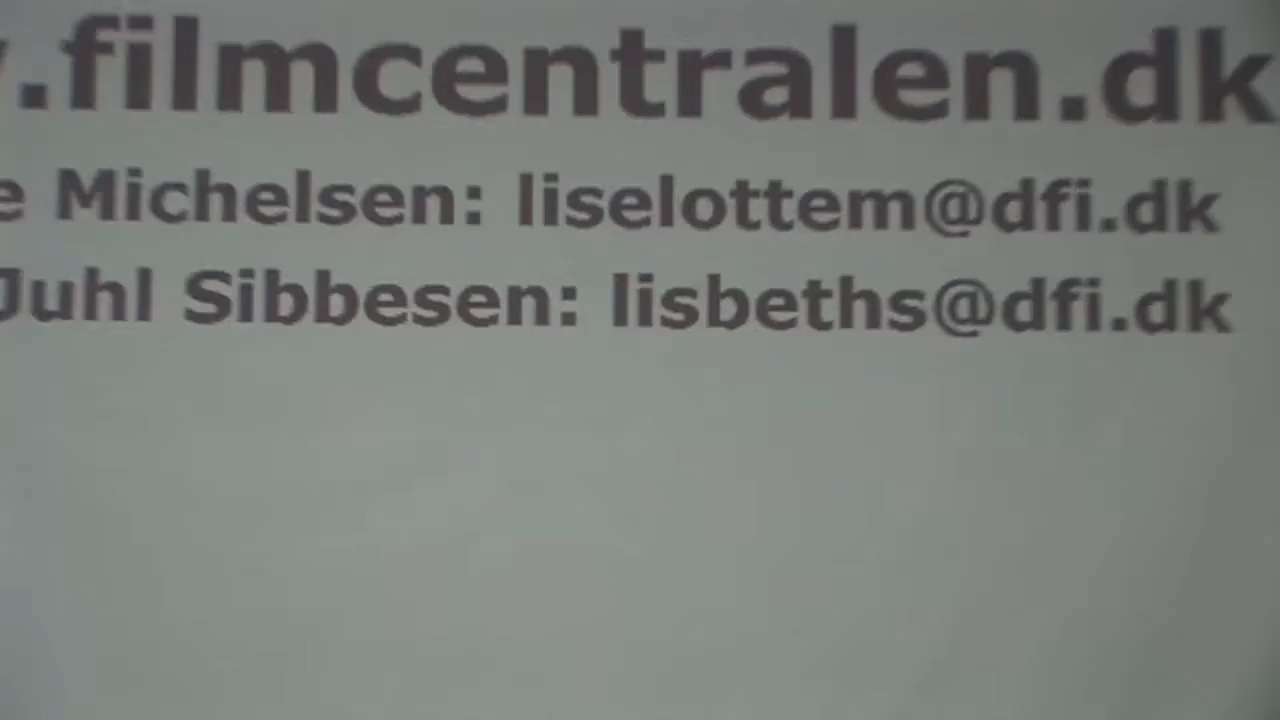 .filmcentralen.dk
e Michelsen: liselottem@dfi.dk
Juhl Sibbesen: lisbeths@dfi.dk